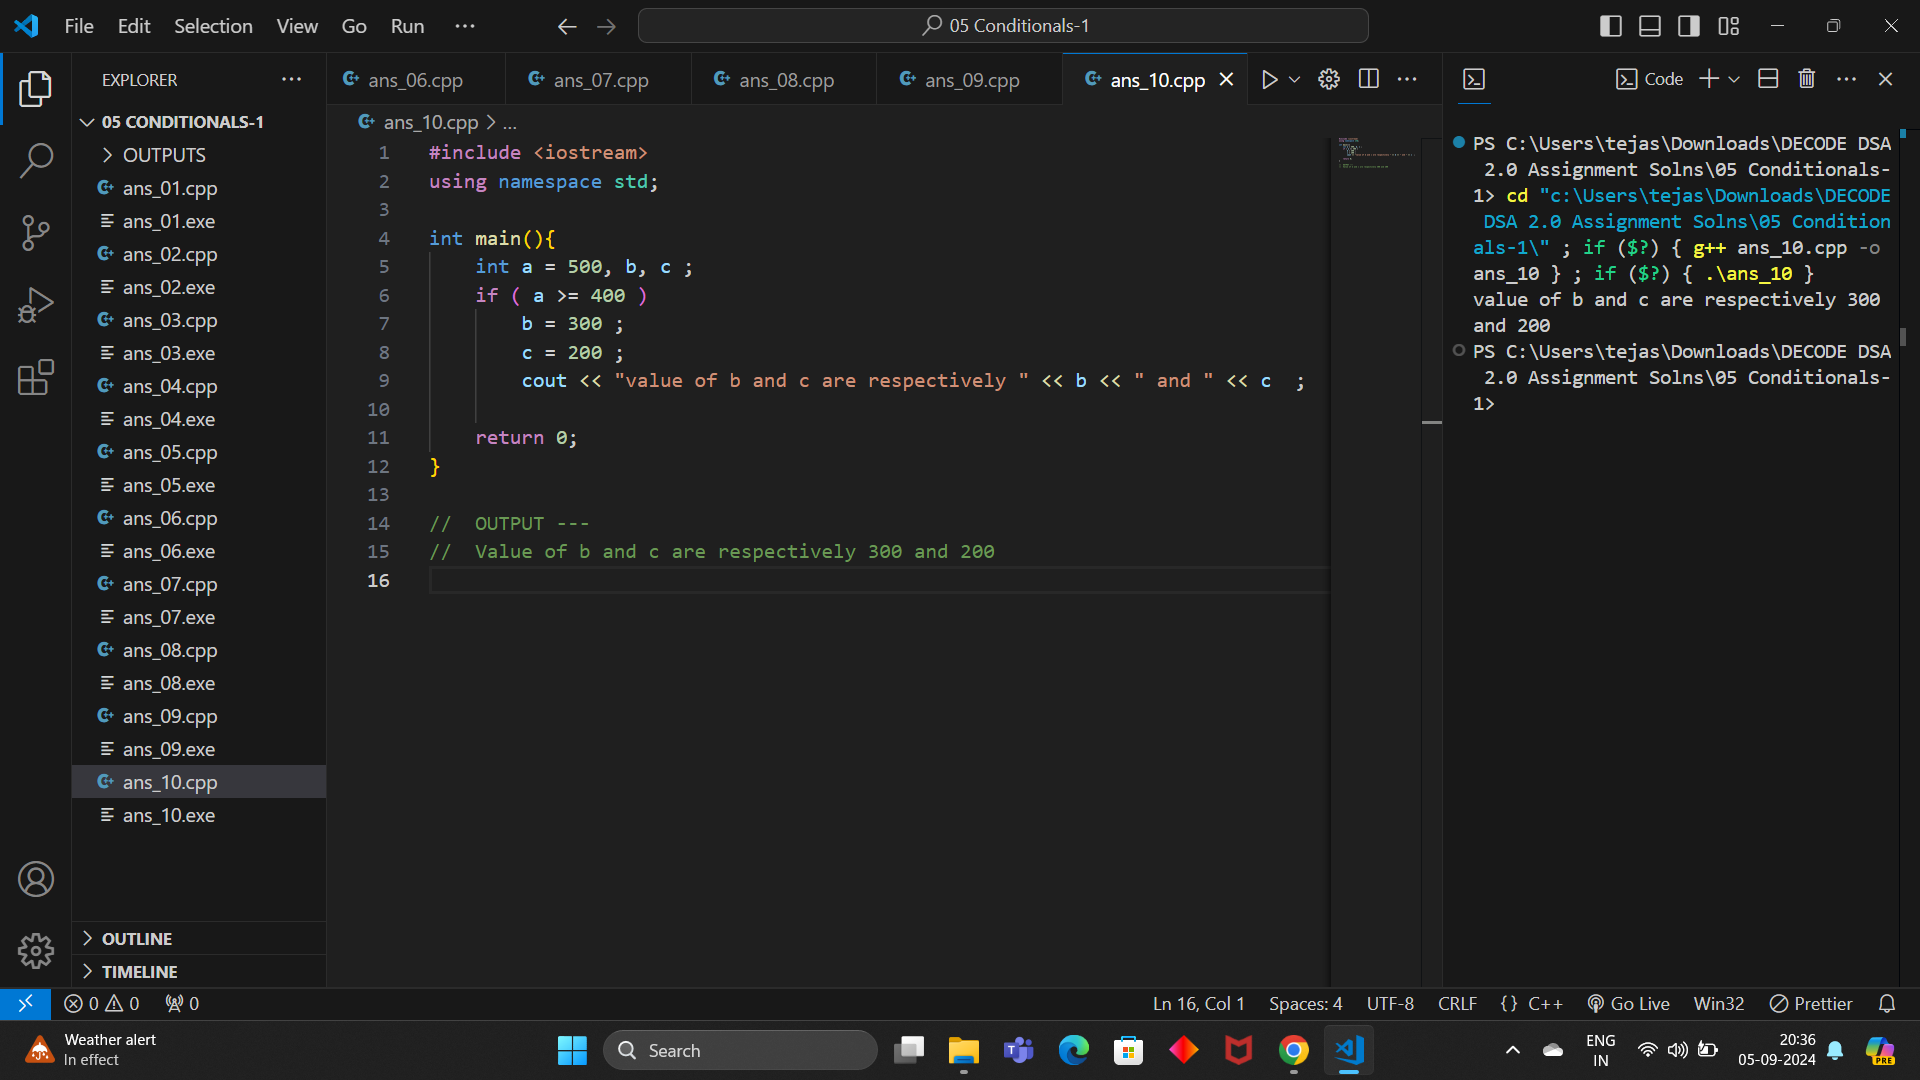 File Edit Selection View Go Run ... 05 Conditionals-1
EXPLORER ...
05 CONDITIONALS-1
OUTPUTS
ans_01.cpp
ans_01.exe
ans_02.cpp
ans_02.exe
ans_03.cpp
ans_03.exe
ans_04.cpp
ans_04.exe
ans_05.cpp
ans_05.exe
ans_06.cpp
ans_06.exe
ans_07.cpp
ans_07.exe
ans_08.cpp
ans_08.exe
ans_09.cpp
ans_09.exe
ans_10.cpp
ans_10.exe
OUTLINE
TIMELINE
ans_06.cpp ans_07.cpp ans_08.cpp ans_09.cpp ans_10.cpp
ans_10.cpp > ...
1 #include <iostream>
2 using namespace std;
3
4 int main(){
5 int a = 500, b, c ;
6 if ( a >= 400 )
7 b = 300 ;
8 c = 200 ;
9 cout << "value of b and c are respectively " << b << " and " << c  ;
10
11 return 0;
12 }
13
14 //  OUTPUT ---
15 //  Value of b and c are respectively 300 and 200
16
Code
PS C:\Users\tejas\Downloads\DECODE DSA
2.0 Assignment Solns\05 Conditionals-
1> cd "c:\Users\tejas\Downloads\DECODE
DSA 2.0 Assignment Solns\05 Condition
als-1\" ; if ($?) { g++ ans_10.cpp -o
ans_10 } ; if ($?) { .\ans_10 }
value of b and c are respectively 300
and 200
PS C:\Users\tejas\Downloads\DECODE DSA
2.0 Assignment Solns\05 Conditionals-
1>
0 0 0 Ln 16, Col 1 Spaces: 4 UTF-8 CRLF {} C++ Go Live Win32 Prettier
Weather alert
In effect
Search
ENG
IN
20:36
05-09-2024
PRE